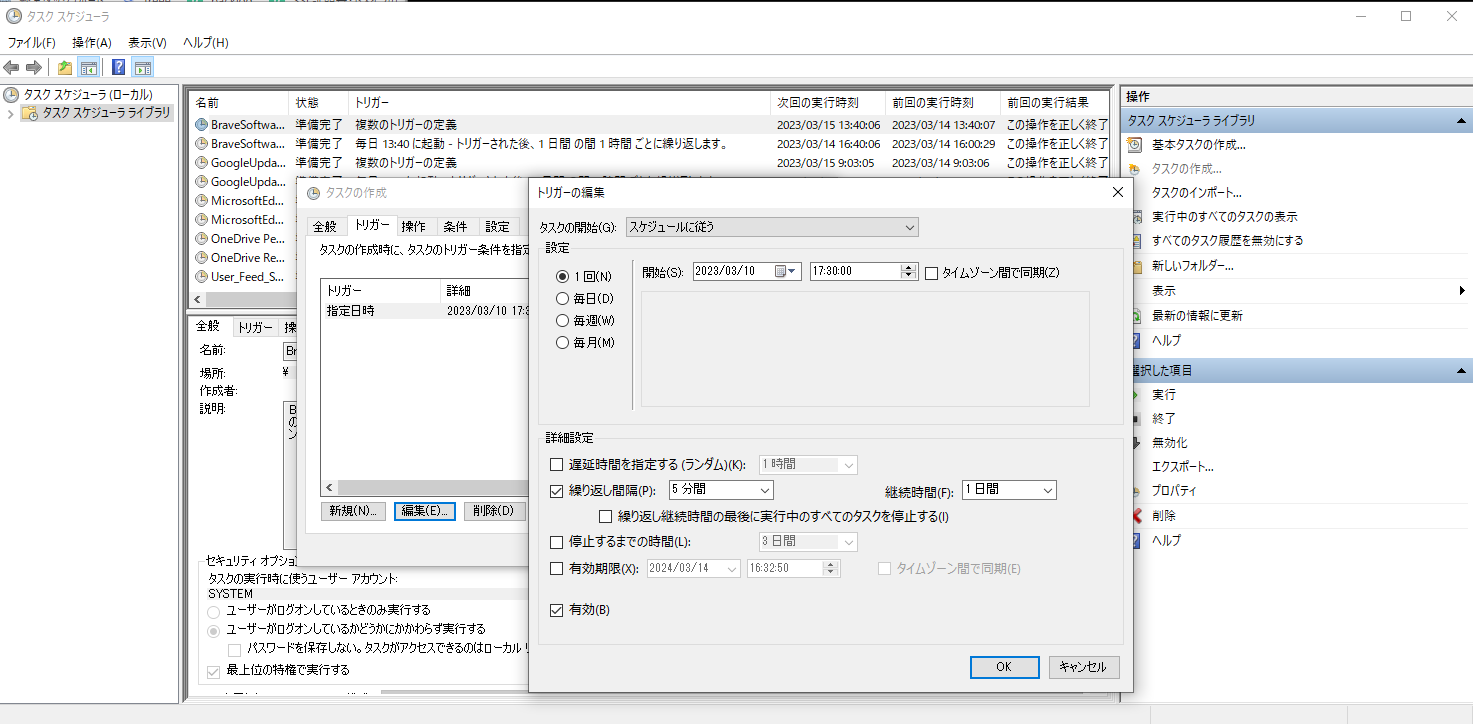 タスク スケジューラ
ファイル(F) 操作(A) 表示(V) ヘルプ(H)
タスク スケジューラ (ローカル)
タスク スケジューラ ライブラリ
名前 状態 トリガー 次回の実行時刻 前回の実行時刻 前回の実行結果
BraveSoftwa... 準備完了 複数のトリガーの定義 2023/03/15 13:40:06 2023/03/14 13:40:07 この操作を正しく終了
BraveSoftwa... 準備完了 毎日 13:40 に起動 - トリガーされた後、1 日間 の間 1 時間 ごとに繰り返します。 2023/03/14 16:40:06 2023/03/14 16:00:29 この操作を正しく終了
GoogleUpda... 準備完了 複数のトリガーの定義 2023/03/15 9:03:05 2023/03/14 9:03:06 この操作を正しく終了
GoogleUpda...
MicrosoftEd...
MicrosoftEd...
OneDrive Pe...
OneDrive Re...
User_Feed_S...
全般 トリガー 操
名前: Br
場所: ¥
作成者:
説明:
セキュリティ オプショ
タスクの実行時に使うユーザー アカウント:
SYSTEM
ユーザーがログオンしているときのみ実行する
ユーザーがログオンしているかどうかにかかわらず実行する
パスワードを保存しない。タスクがアクセスできるのはローカル リ
最上位の特権で実行する
タスクの作成
全般 トリガー 操作 条件 設定
タスクの作成時に、タスクのトリガー条件を指定
トリガー 詳細
指定日時 2023/03/10 17:3
新規(N)... 編集(E)... 削除(D)
トリガーの編集
タスクの開始(G): スケジュールに従う
設定
1 回(N)
毎日(D)
毎週(W)
毎月(M)
開始(S): 2023/03/10 17:30:00 タイムゾーン間で同期(Z)
詳細設定
遅延時間を指定する (ランダム)(K): 1 時間
繰り返し間隔(P): 5 分間 継続時間(F): 1 日間
繰り返し継続時間の最後に実行中のすべてのタスクを停止する(I)
停止するまでの時間(L): 3 日間
有効期限(X): 2024/03/14 16:32:50 タイムゾーン間で同期(E)
有効(B)
OK キャンセル
操作
タスク スケジューラ ライブラリ
基本タスクの作成...
タスクの作成...
タスクのインポート...
実行中のすべてのタスクの表示
すべてのタスク履歴を無効にする
新しいフォルダー...
表示
最新の情報に更新
ヘルプ
選択した項目
実行
終了
無効化
エクスポート...
プロパティ
削除
ヘルプ